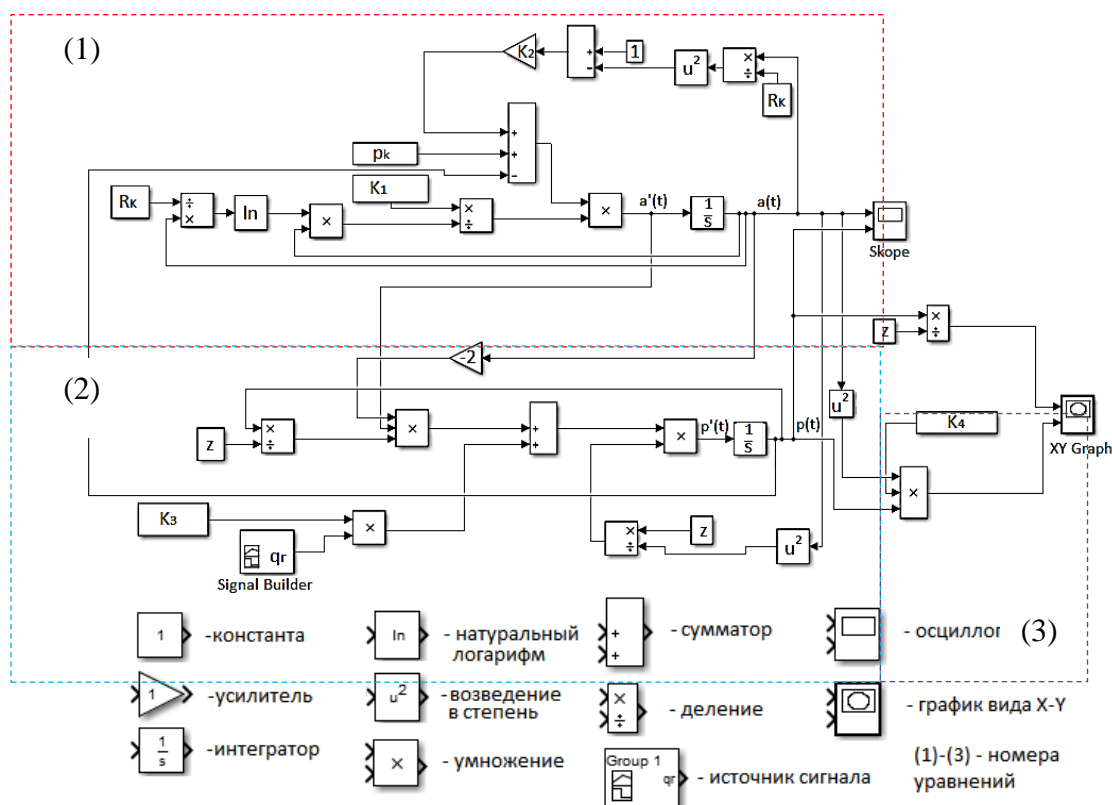 (1)
K₂
+
−
1
u²
×
÷
Rк
+
+
−
pₖ
K₁
Rк
÷
×
ln
×
×
÷
×
a'(t)
1
s
a(t)
Skope
z
×
÷
-2
(2)
u²
z
×
÷
×
+
+
×
p'(t)
1
s
p(t)
K₄
XY Graph
×
K₃
×
qг
Signal Builder
×
÷
z
u²
1 -константа
ln - натуральный
логарифм
+
+
- сумматор
- осциллог
(3)
1 -усилитель
u² -возведение
в степень
×
÷
- деление
- график вида X-Y
1
s
-интегратор
× - умножение
Group 1
qr
- источник сигнала
(1)-(3) - номера
уравнений